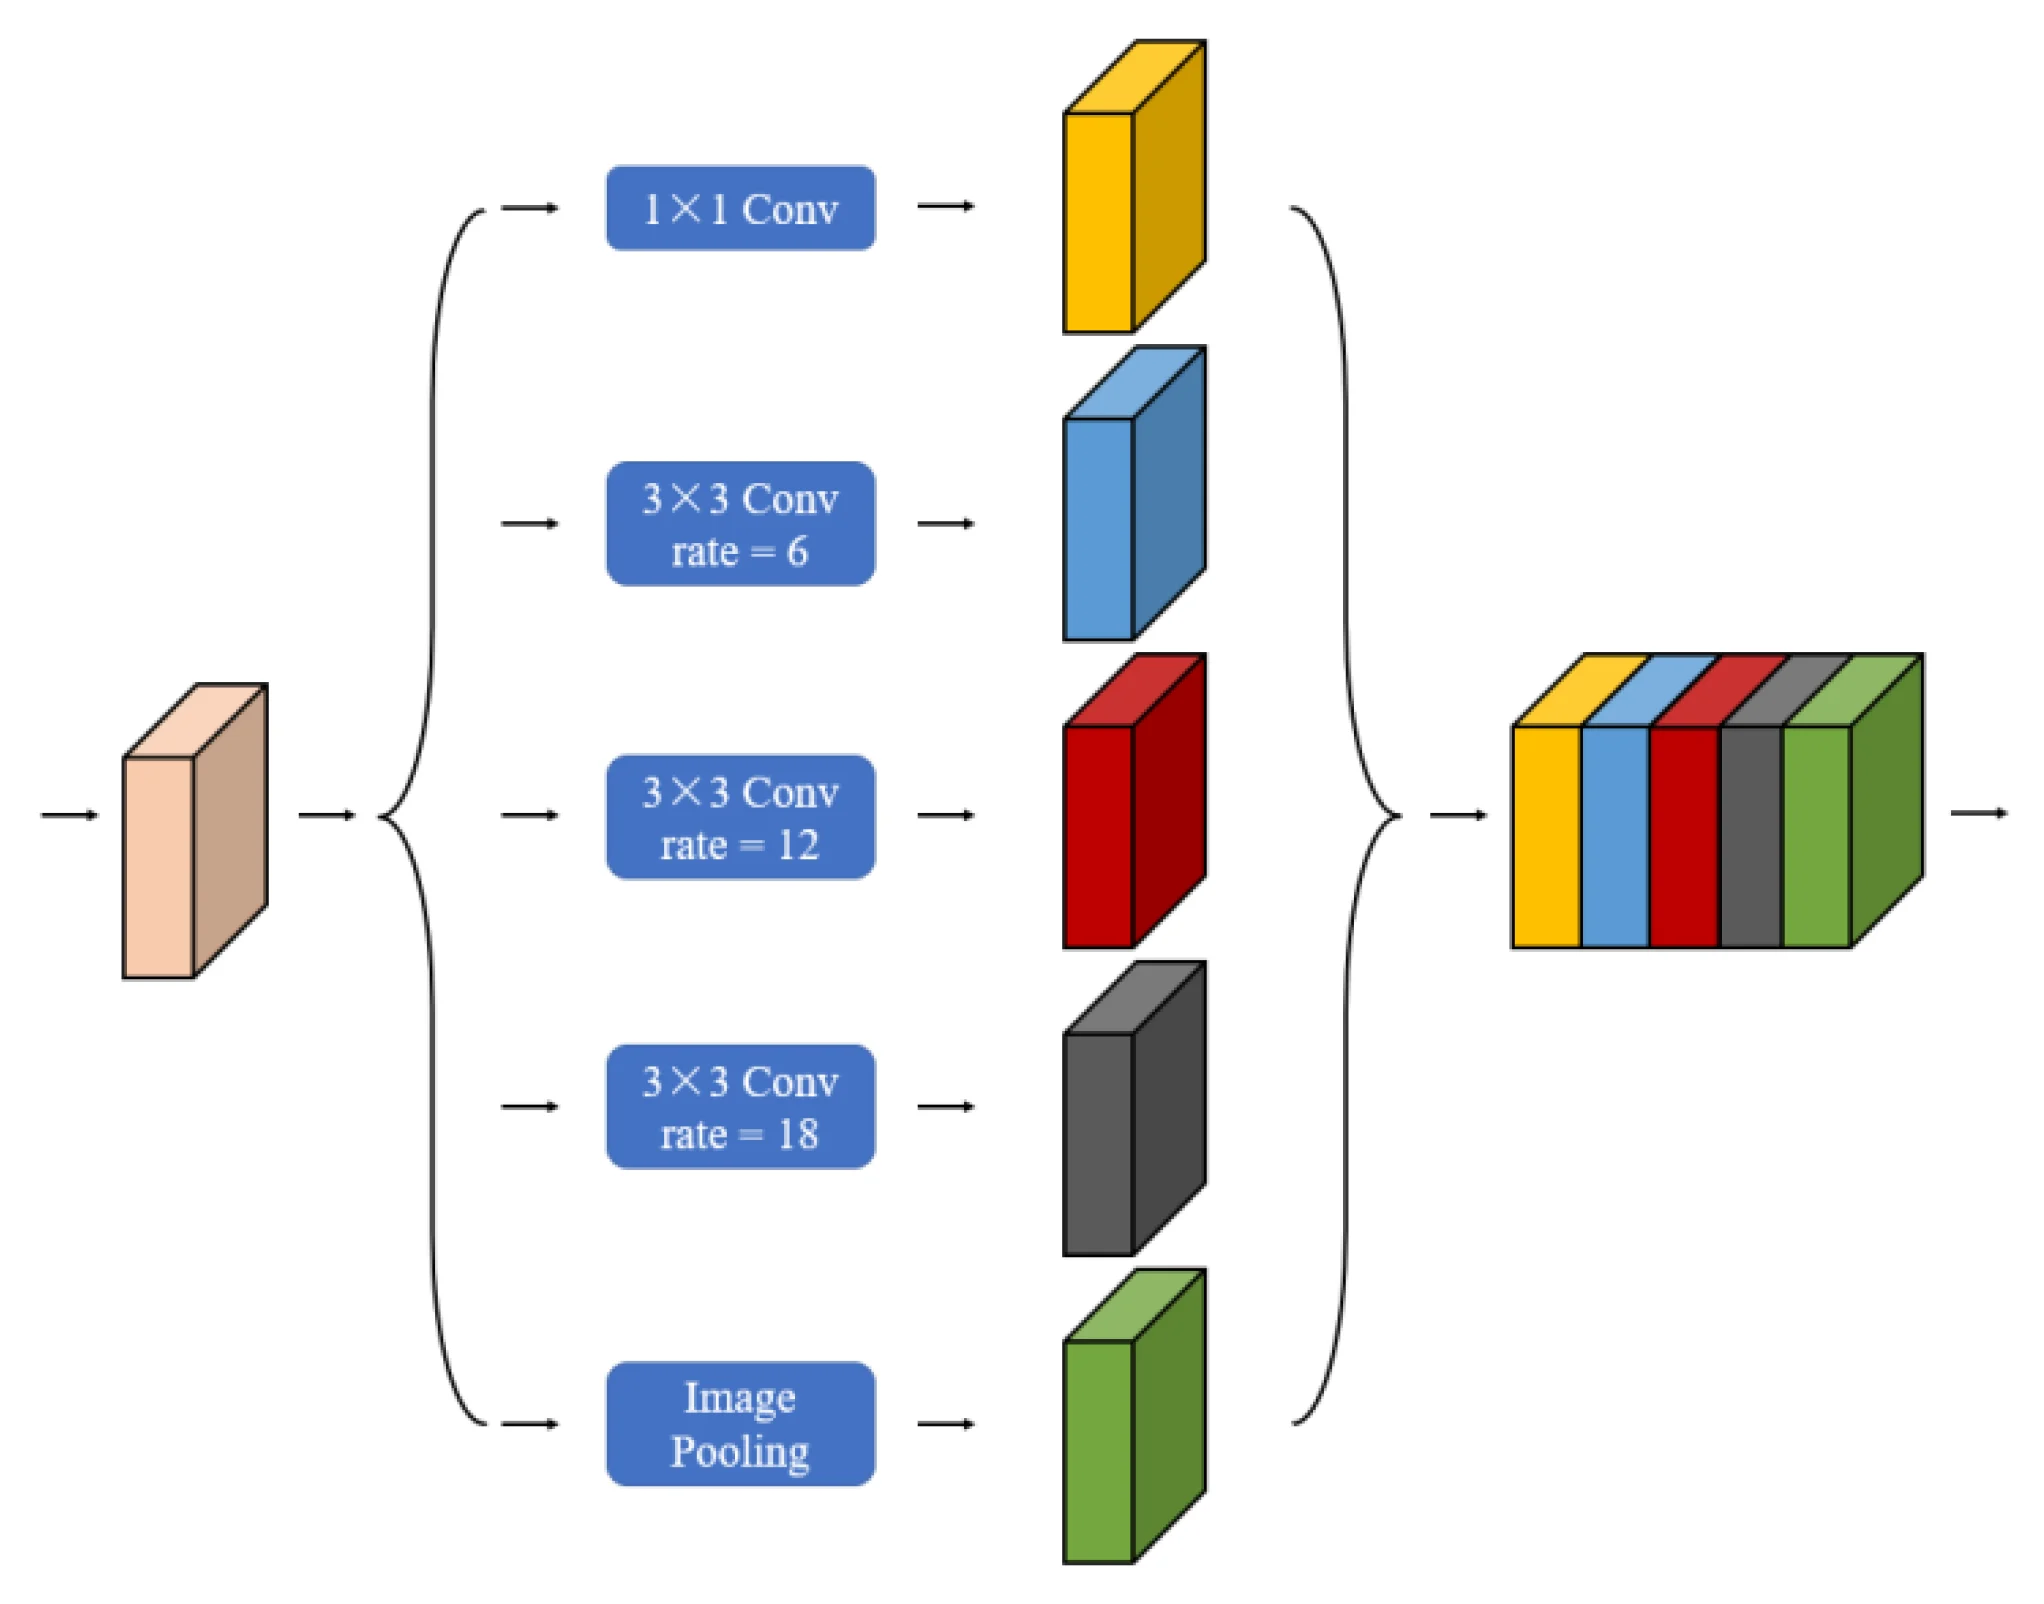 1×1 Conv
3×3 Conv
rate = 6
3×3 Conv
rate = 12
3×3 Conv
rate = 18
Image
Pooling